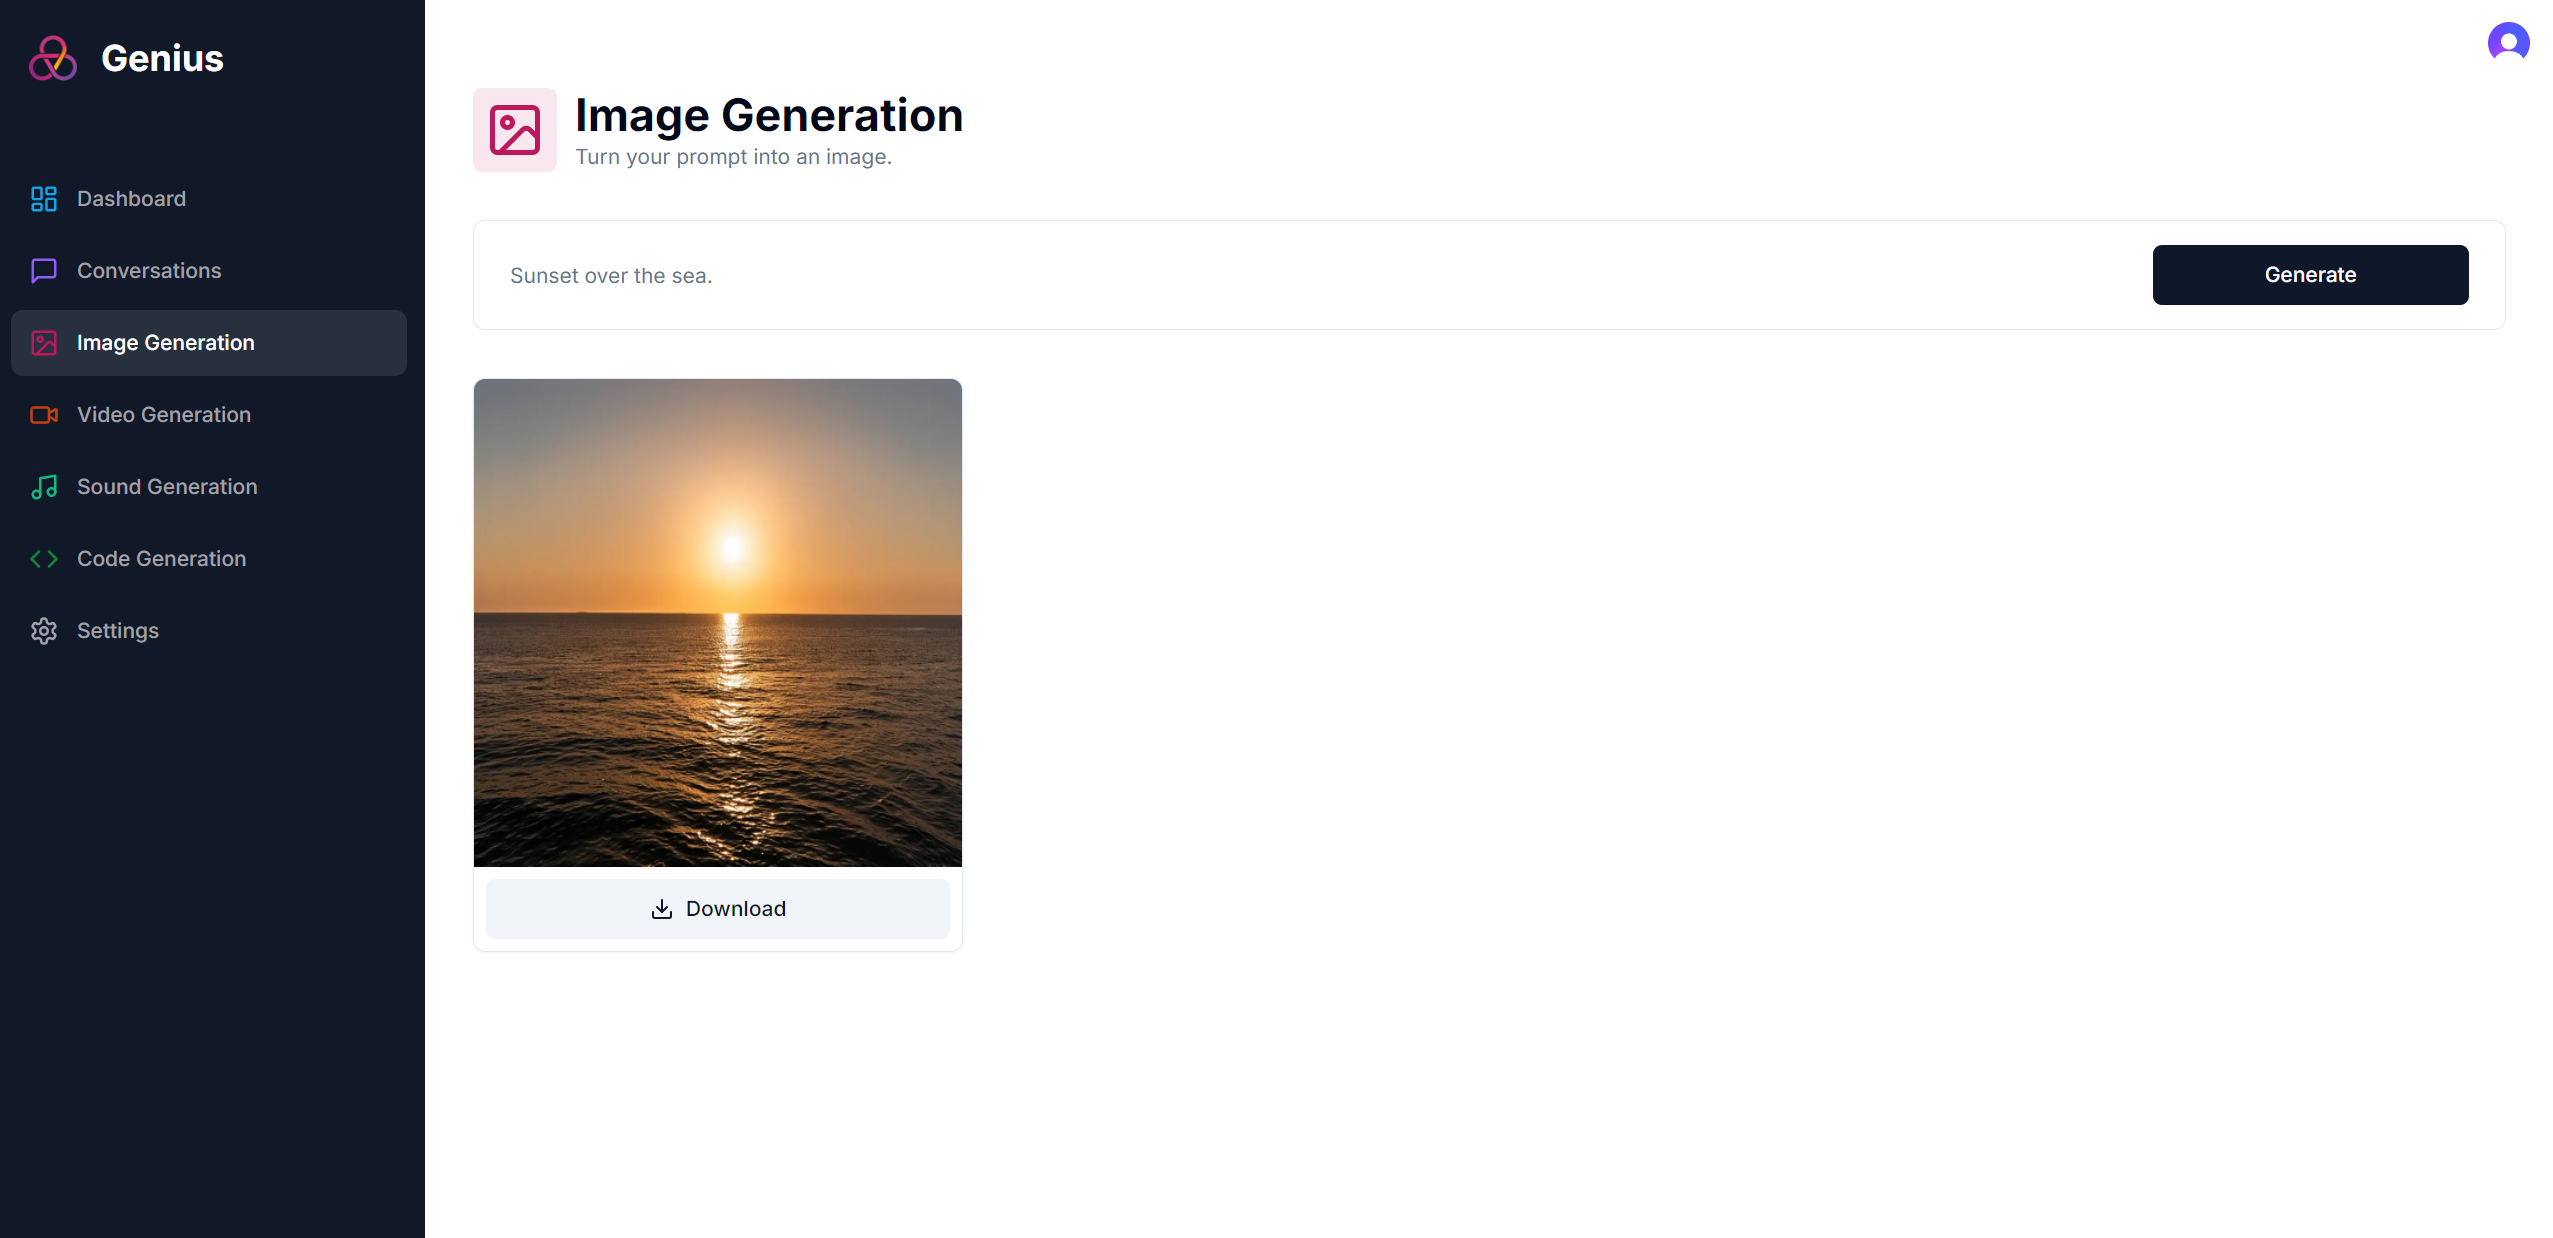 Genius
Dashboard
Conversations
Image Generation
Video Generation
Sound Generation
Code Generation
Settings
Image Generation
Turn your prompt into an image.
Sunset over the sea.
Generate
Download